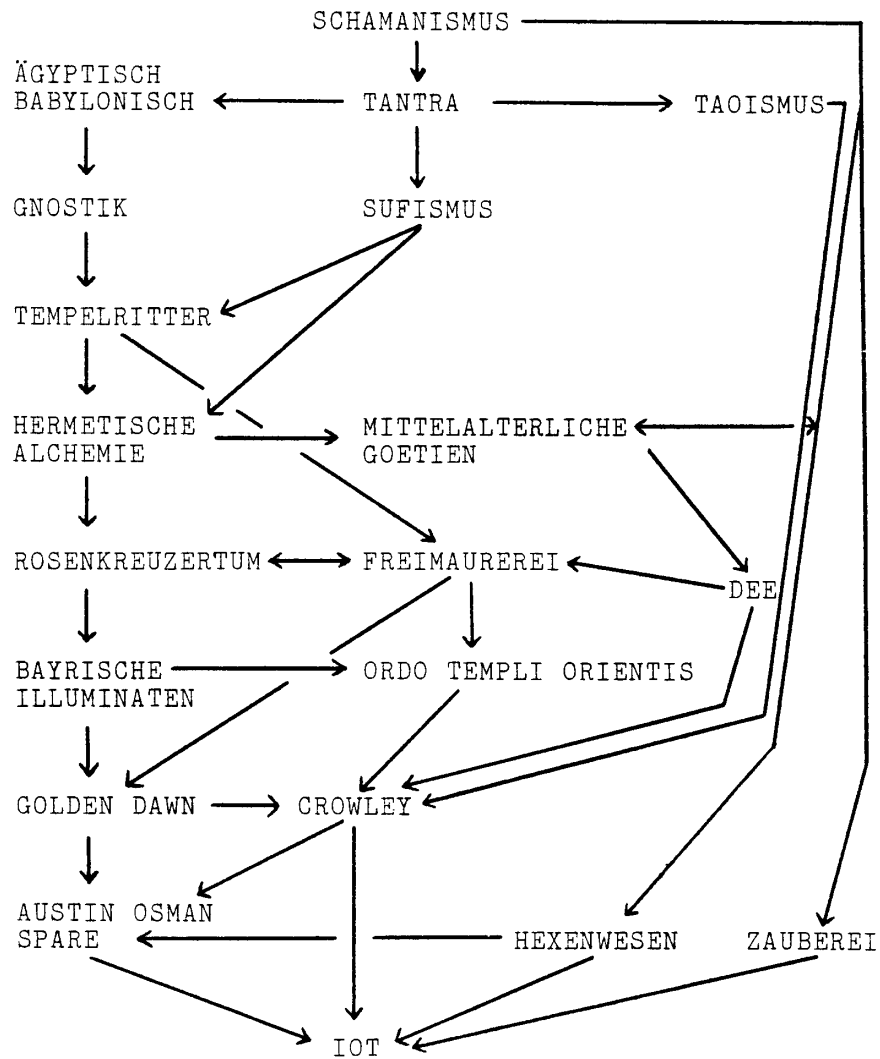 SCHAMANISMUS
ÄGYPTISCH
BABYLONISCH
TANTRA
TAOISMUS
GNOSTIK
SUFISMUS
TEMPELRITTER
HERMETISCHE
ALCHEMIE
MITTELALTERLICHE
GOETIEN
ROSENKREUZERTUM
FREIMAUREREI
DEE
BAYRISCHE
ILLUMINATEN
ORDO TEMPLI ORIENTIS
GOLDEN DAWN
CROWLEY
AUSTIN OSMAN
SPARE
HEXENWESEN
ZAUBEREI
IOT